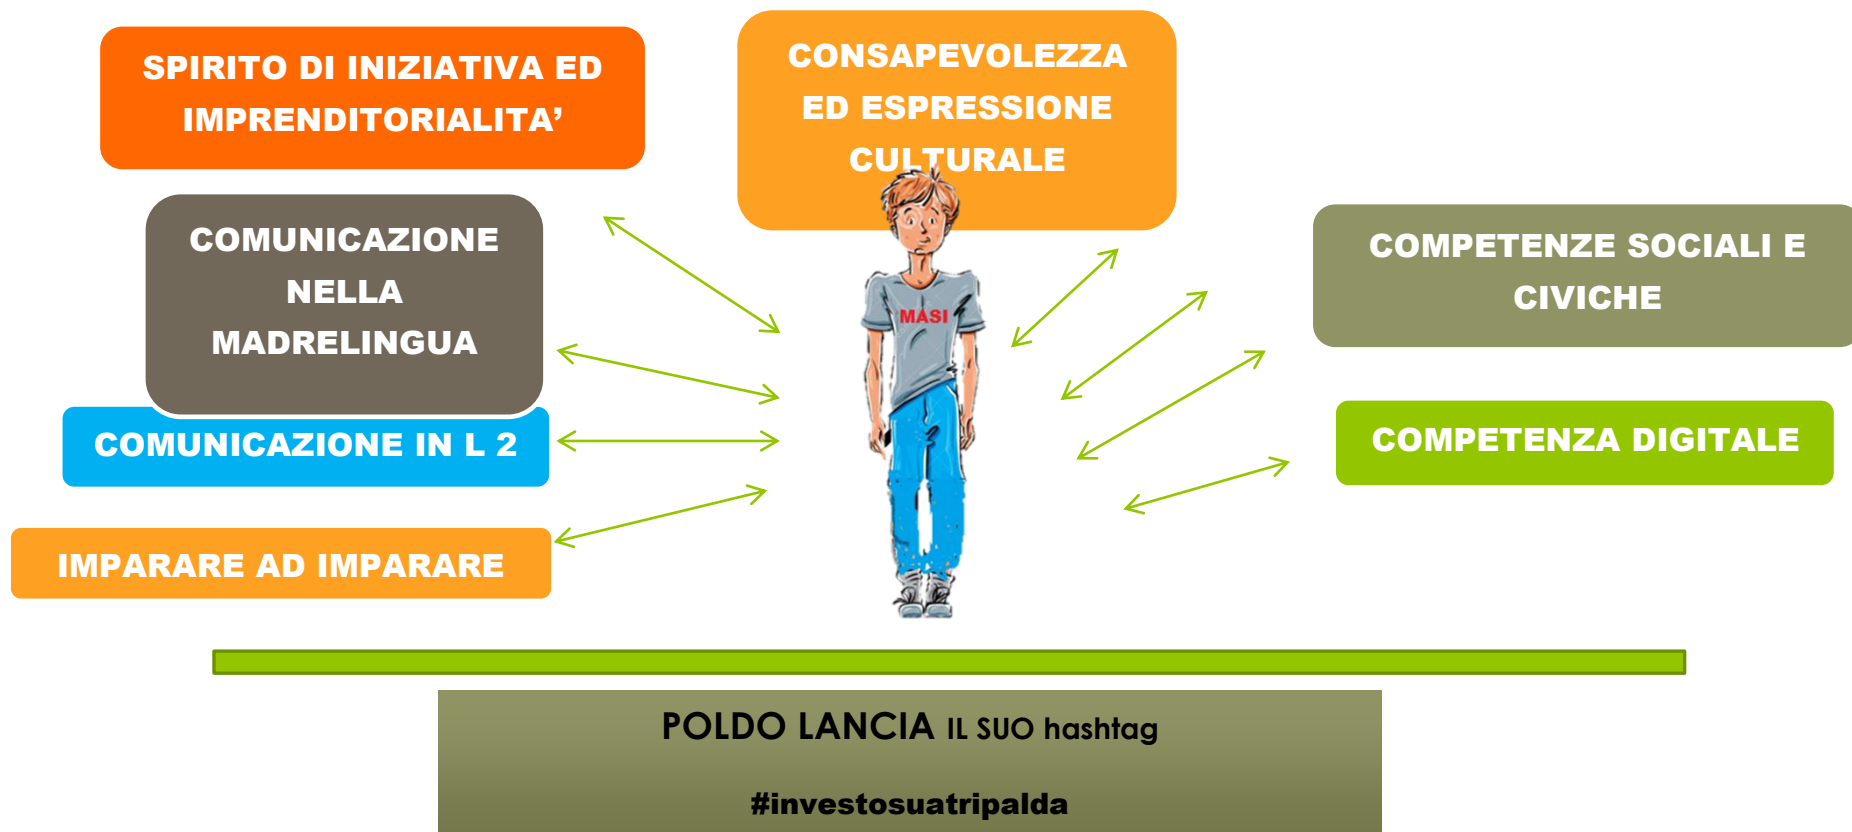 SPIRITO DI INIZIATIVA ED
IMPRENDITORIALITA’
CONSAPEVOLEZZA
ED ESPRESSIONE
CULTURALE
COMUNICAZIONE
NELLA
MADRELINGUA
COMPETENZE SOCIALI E
CIVICHE
MASI
COMUNICAZIONE IN L 2
COMPETENZA DIGITALE
IMPARARE AD IMPARARE
POLDO LANCIA IL SUO hashtag
#investosuatripalda